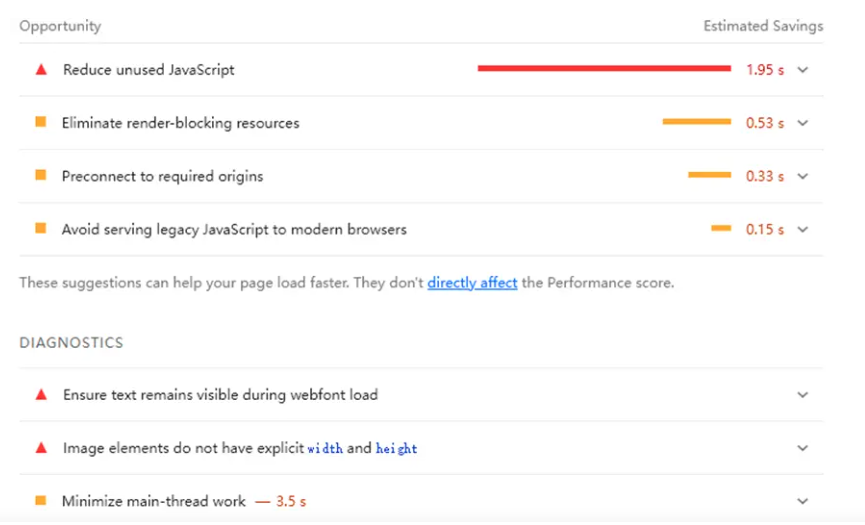 Opportunity Estimated Savings
Reduce unused JavaScript 1.95 s
Eliminate render-blocking resources 0.53 s
Preconnect to required origins 0.33 s
Avoid serving legacy JavaScript to modern browsers 0.15 s
These suggestions can help your page load faster. They don't directly affect the Performance score.
DIAGNOSTICS
Ensure text remains visible during webfont load
Image elements do not have explicit width and height
Minimize main-thread work — 3.5 s